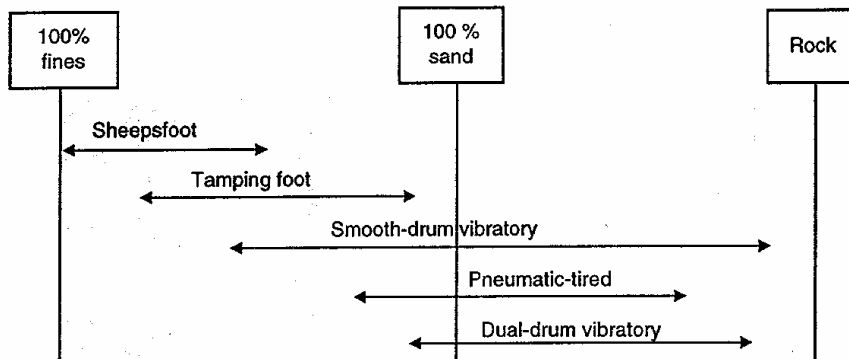 100%
fines
100 %
sand
Rock
Sheepsfoot
Tamping foot
Smooth-drum vibratory
Pneumatic-tired
Dual-drum vibratory